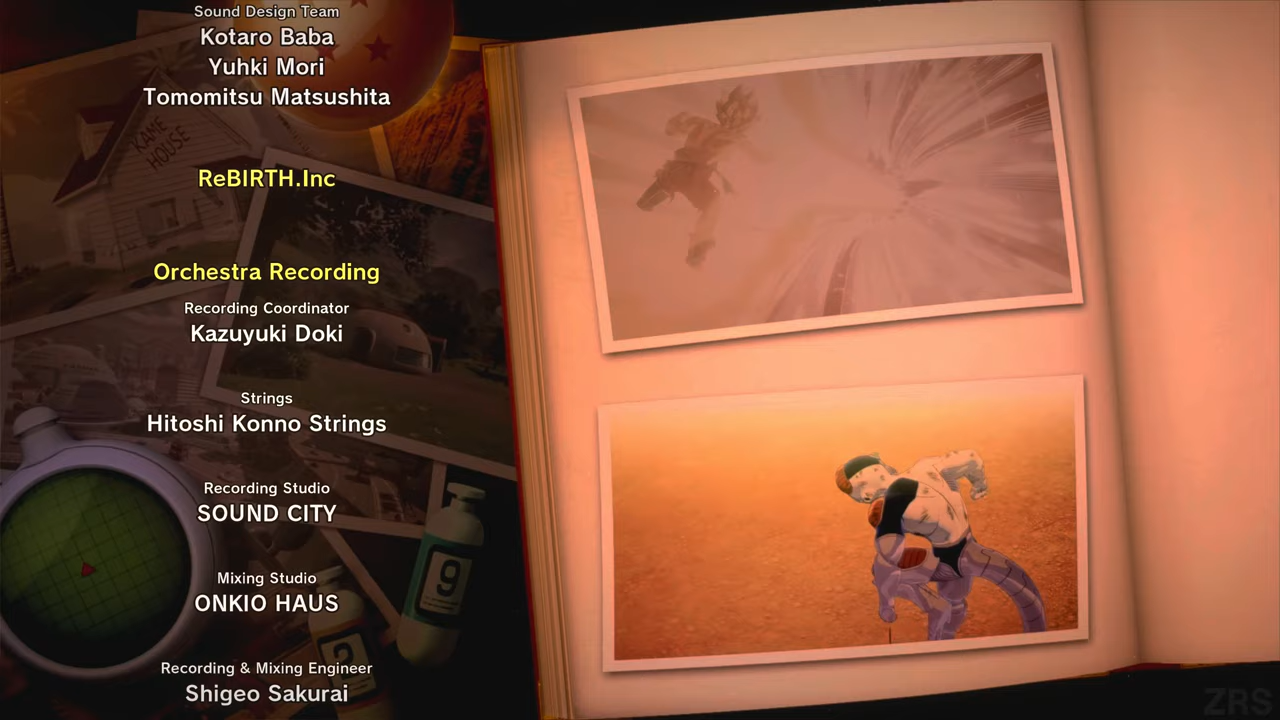 Sound Design Team
Kotaro Baba
Yuhki Mori
Tomomitsu Matsushita
KAME
HOUSE
ReBIRTH.Inc
Orchestra Recording
Recording Coordinator
Kazuyuki Doki
Strings
Hitoshi Konno Strings
Recording Studio
SOUND CITY
9
Mixing Studio
ONKIO HAUS
2
Recording & Mixing Engineer
Shigeo Sakurai
ZRS